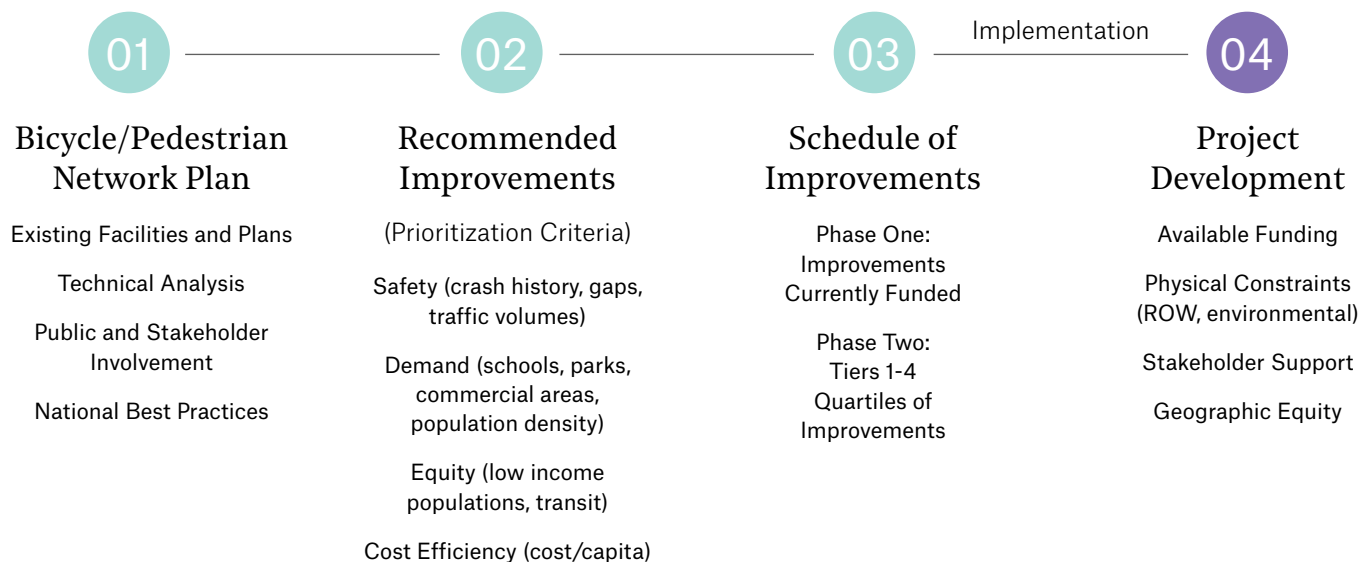 01
02
03
Implementation
04
Bicycle/Pedestrian
Network Plan
Existing Facilities and Plans
Technical Analysis
Public and Stakeholder
Involvement
National Best Practices
Recommended
Improvements
(Prioritization Criteria)
Safety (crash history, gaps,
traffic volumes)
Demand (schools, parks,
commercial areas,
population density)
Equity (low income
populations, transit)
Cost Efficiency (cost/capita)
Schedule of
Improvements
Phase One:
Improvements
Currently Funded
Phase Two:
Tiers 1-4
Quartiles of
Improvements
Project
Development
Available Funding
Physical Constraints
(ROW, environmental)
Stakeholder Support
Geographic Equity